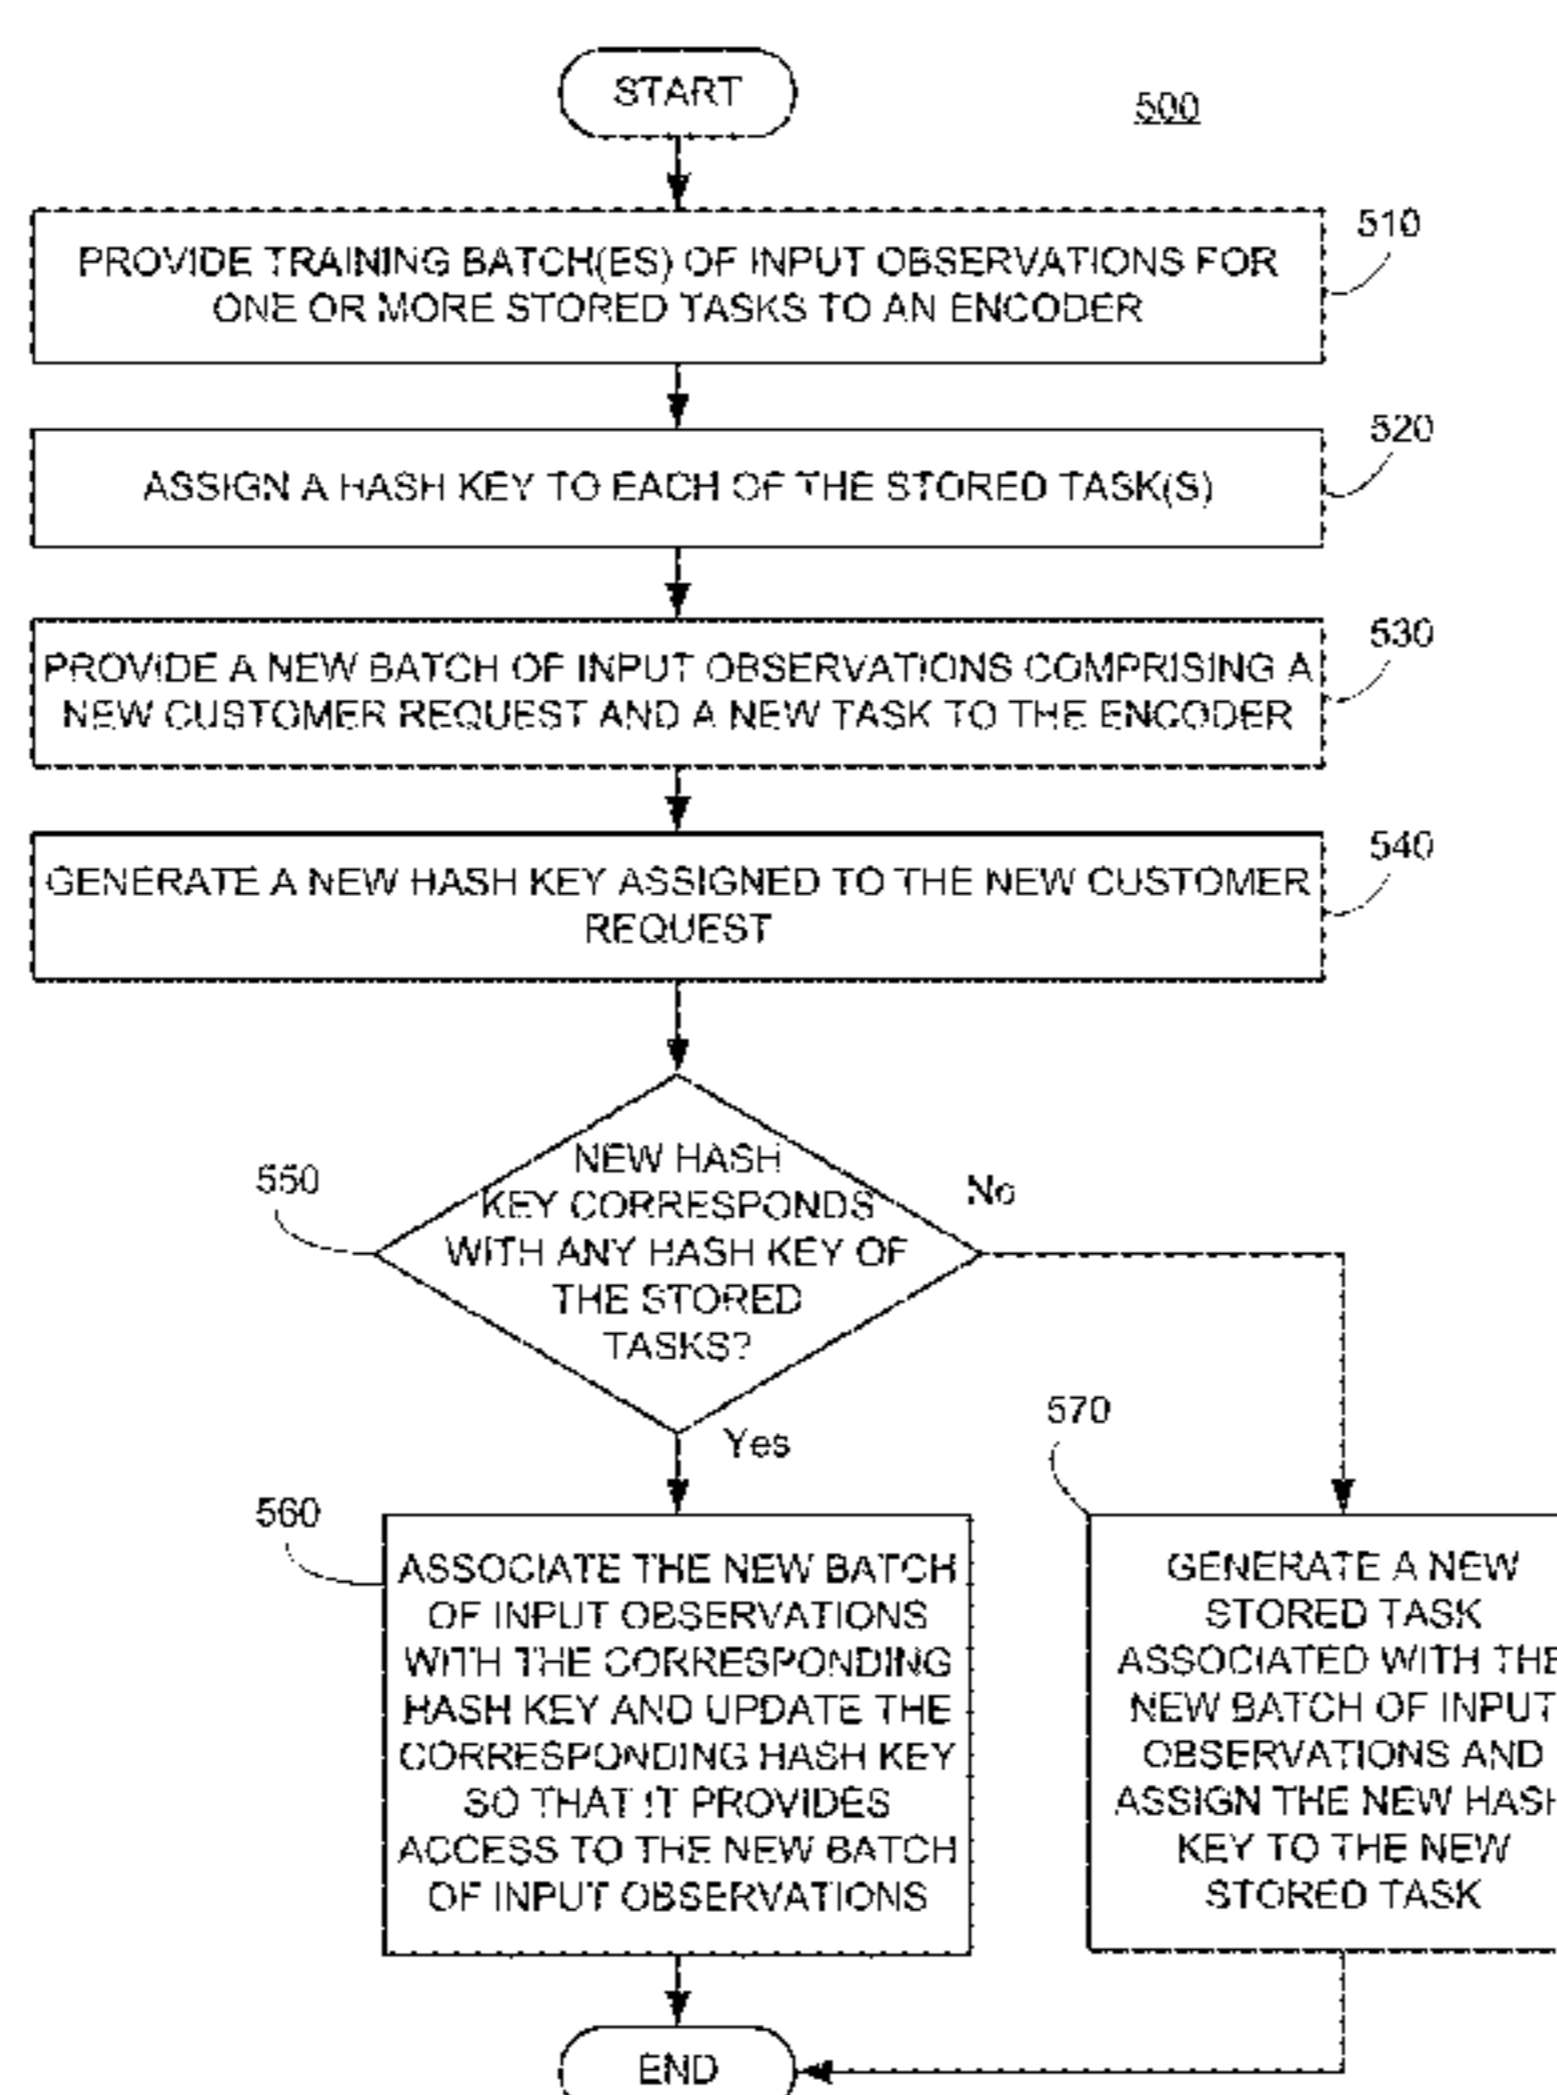 START
500
510
PROVIDE TRAINING BATCH(ES) OF INPUT OBSERVATIONS FOR
ONE OR MORE STORED TASKS TO AN ENCODER
520
ASSIGN A HASH KEY TO EACH OF THE STORED TASK(S)
530
PROVIDE A NEW BATCH OF INPUT OBSERVATIONS COMPRISING A
NEW CUSTOMER REQUEST AND A NEW TASK TO THE ENCODER
540
GENERATE A NEW HASH KEY ASSIGNED TO THE NEW CUSTOMER
REQUEST
550
NEW HASH
KEY CORRESPONDS
WITH ANY HASH KEY OF
THE STORED
TASKS?
No
Yes
560
ASSOCIATE THE NEW BATCH
OF INPUT OBSERVATIONS
WITH THE CORRESPONDING
HASH KEY AND UPDATE THE
CORRESPONDING HASH KEY
SO THAT IT PROVIDES
ACCESS TO THE NEW BATCH
OF INPUT OBSERVATIONS
570
GENERATE A NEW
STORED TASK
ASSOCIATED WITH THE
NEW BATCH OF INPUT
OBSERVATIONS AND
ASSIGN THE NEW HASH
KEY TO THE NEW
STORED TASK
END